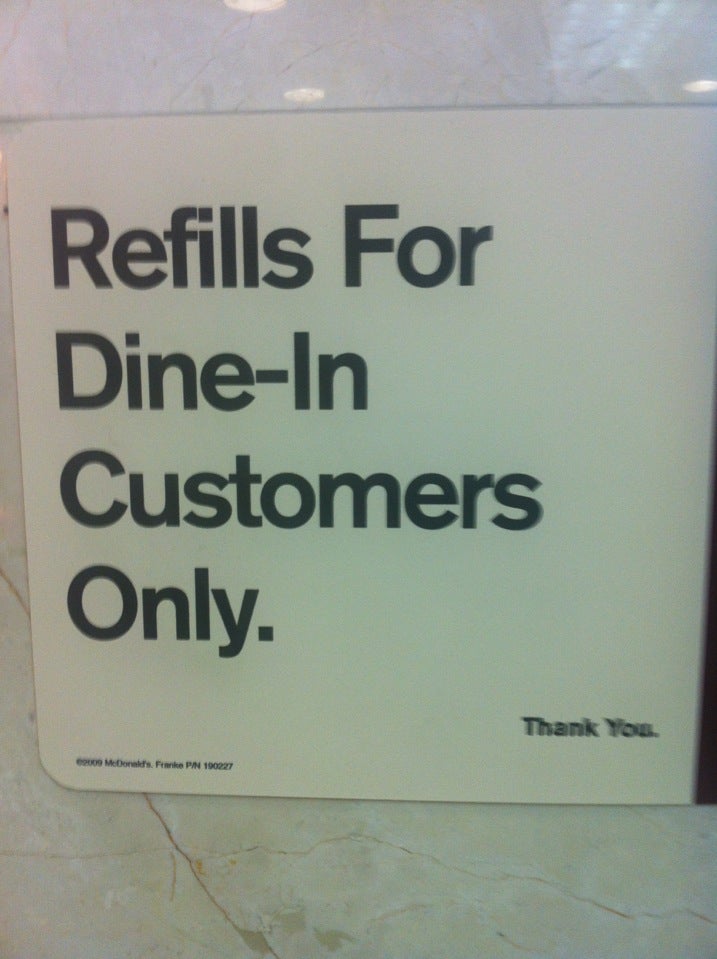 Refills For
Dine-In
Customers
Only.
Thank You.
©2009 McDonald's. Franke P/N 190227